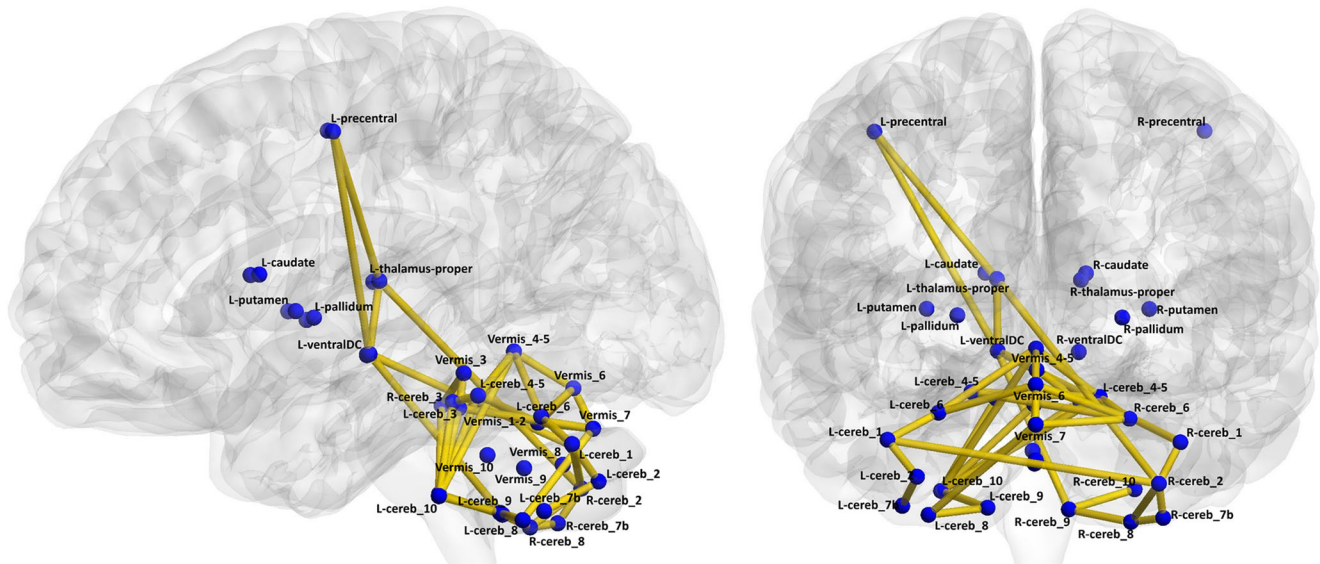 L-precentral
L-caudate
L-thalamus-proper
L-putamen
L-pallidum
L-ventralDC
Vermis_4-5
Vermis_3
Vermis_6
L-cereb_4-5
R-cereb_3
L-cereb_3
L-cereb_6
Vermis_1-2
Vermis_7
Vermis_8
L-cereb_1
Vermis_10
Vermis_9
L-cereb_2
R-cereb_2
L-cereb_10
L-cereb_9
L-cereb_7b
L-cereb_8
R-cereb_7b
R-cereb_8
L-precentral
R-precentral
L-caudate
R-caudate
L-thalamus-proper
R-thalamus-proper
L-putamen
R-putamen
L-pallidum
R-pallidum
L-ventralDC
R-ventralDC
Vermis_4-5
L-cereb_4-5
L-cereb_4-5
Vermis_6
L-cereb_6
R-cereb_6
L-cereb_1
Vermis_7
R-cereb_1
L-cereb_2
L-cereb_10
R-cereb_10
R-cereb_2
L-cereb_7b
L-cereb_9
L-cereb_8
R-cereb_9
R-cereb_7b
R-cereb_8